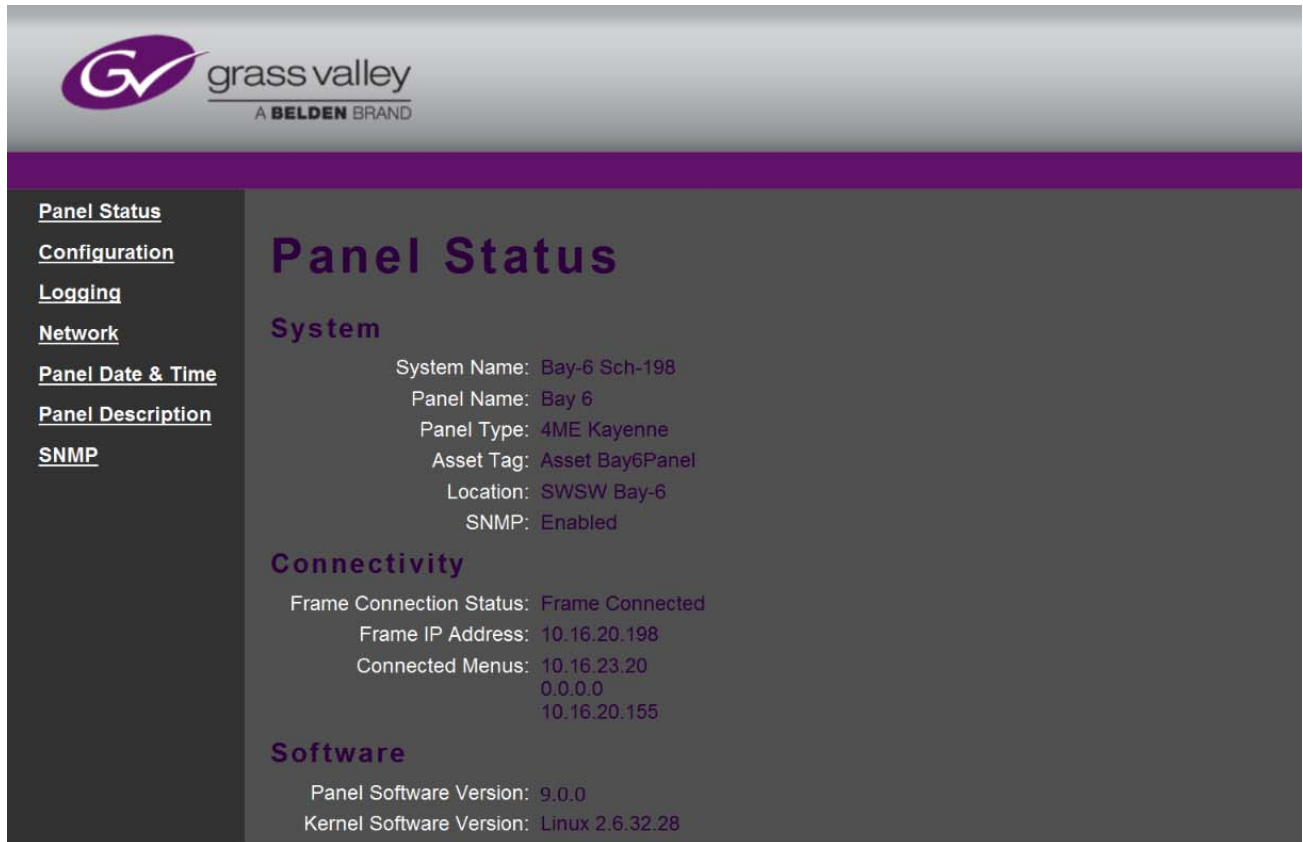 GV grass valley
A BELDEN BRAND
Panel Status
Configuration
Logging
Network
Panel Date & Time
Panel Description
SNMP
Panel Status
System
System Name: Bay-6 Sch-198
Panel Name: Bay 6
Panel Type: 4ME Kayenne
Asset Tag: Asset Bay6Panel
Location: SWSW Bay-6
SNMP: Enabled
Connectivity
Frame Connection Status: Frame Connected
Frame IP Address: 10.16.20.198
Connected Menus: 10.16.23.20
0.0.0.0
10.16.20.155
Software
Panel Software Version: 9.0.0
Kernel Software Version: Linux 2.6.32.28